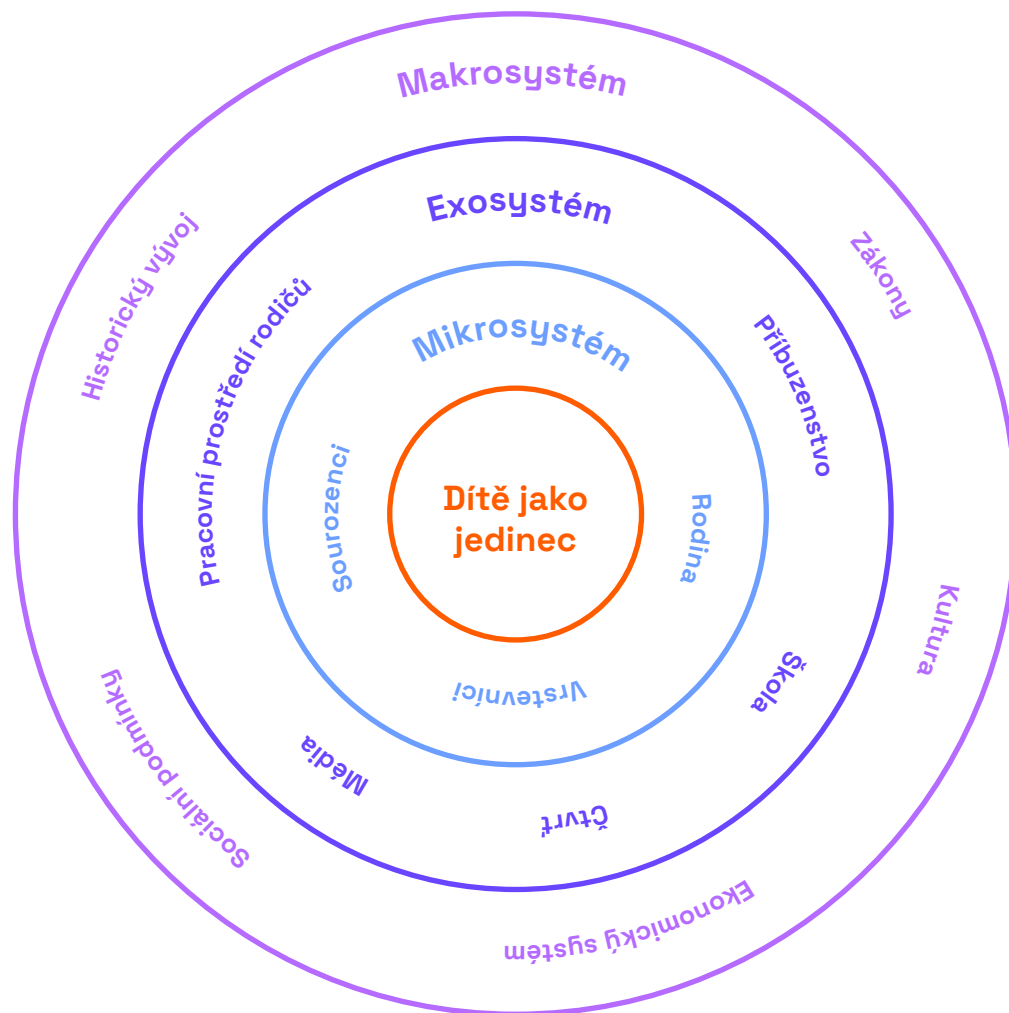 Makrosystém
Zákony
Kultura
Ekonomický systém
Sociální podmínky
Historický vývoj
Exosystém
Příbuzenstvo
Škola
Čtvrť
Média
Pracovní prostředí rodičů
Mikrosystém
Rodina
Vrstevníci
Sourozenci
Dítě jako
jedinec